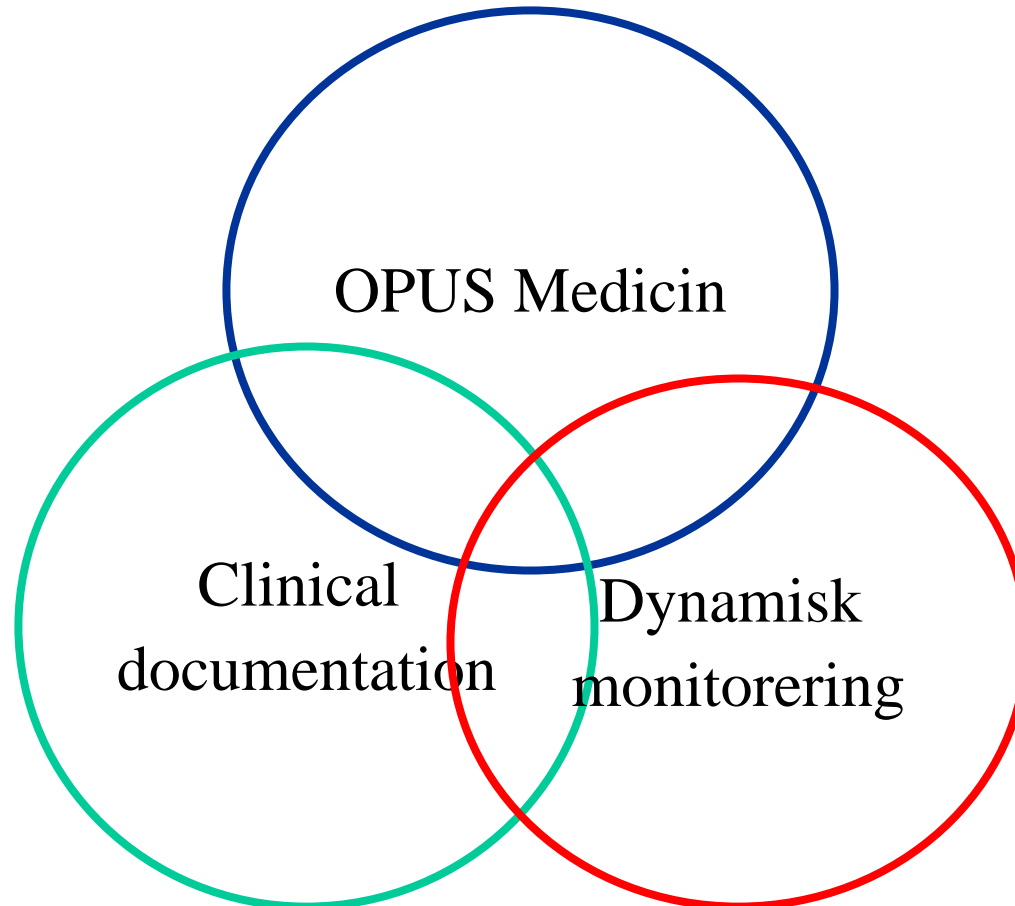 OPUS Medicin
Clinical
documentation
Dynamisk
monitorering